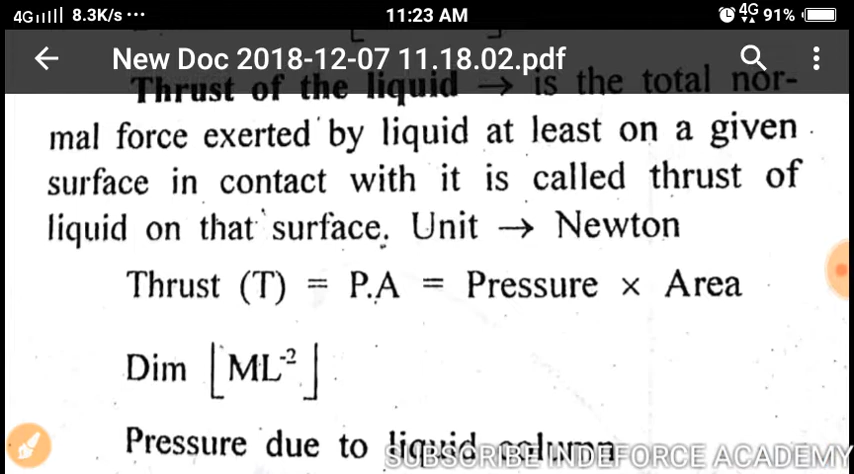 4G 8.3K/s ... 11:23 AM 4G 91%
New Doc 2018-12-07 11.18.02.pdf
Thrust of the liquid → is the total nor-
mal force exerted by liquid at least on a given
surface in contact with it is called thrust of
liquid on that surface. Unit → Newton
Thrust (T) = P.A = Pressure × Area
Dim [ML⁻²]
Pressure due to liquid column
SUBSCRIBE INDEFORCE ACADEMY